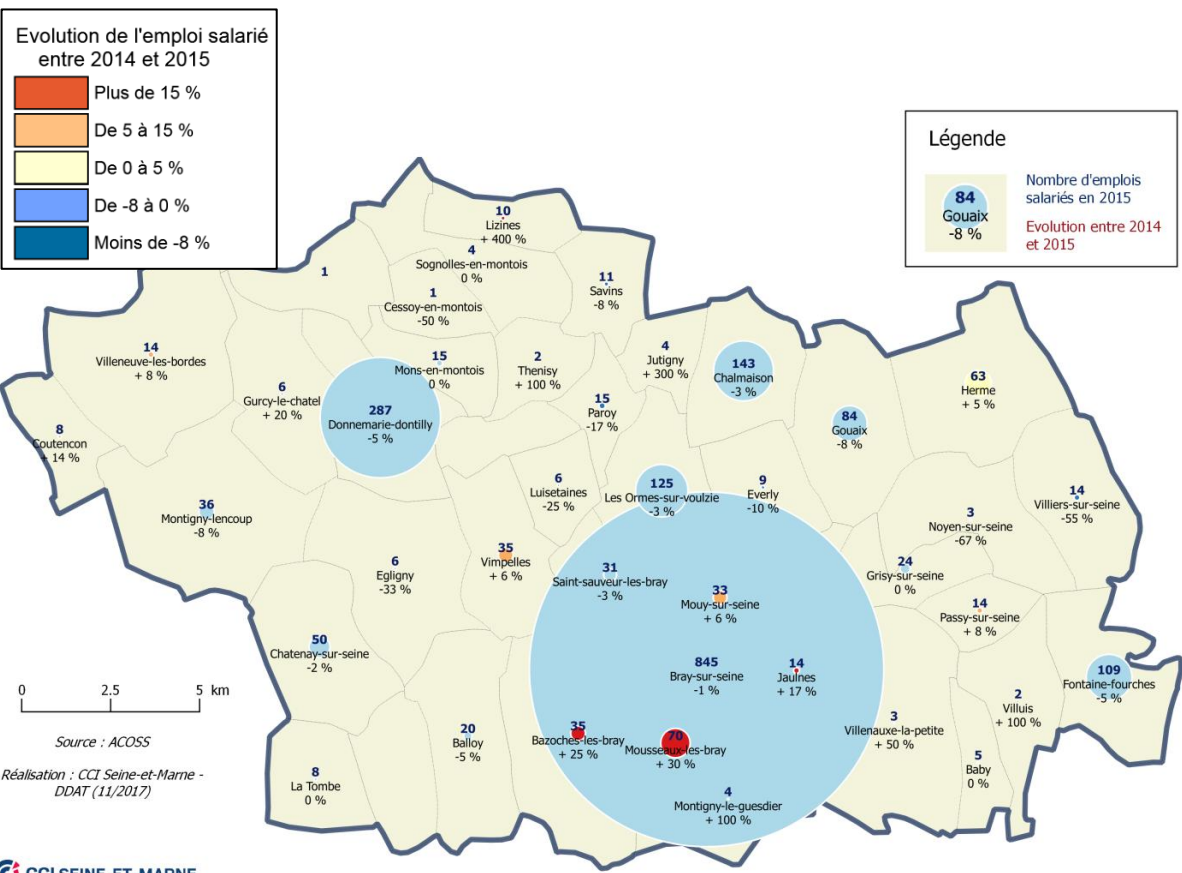 Evolution de l'emploi salarié
entre 2014 et 2015
Plus de 15 %
De 5 à 15 %
De 0 à 5 %
De -8 à 0 %
Moins de -8 %
Légende
84
Gouaix
-8 %
Nombre d'emplois
salariés en 2015
Evolution entre 2014
et 2015
10
Lizines
+ 400 %
4
Sognolles-en-montois
0 %
1
1
Cessoy-en-montois
-50 %
11
Savins
-8 %
14
Villeneuve-les-bordes
+ 8 %
6
Gurcy-le-chatel
+ 20 %
15
Mons-en-montois
0 %
2
Thenisy
+ 100 %
4
Jutigny
+ 300 %
143
Chalmaison
-3 %
63
Herme
+ 5 %
8
Coutencon
+ 14 %
287
Donnemarie-dontilly
-5 %
15
Paroy
-17 %
84
Gouaix
-8 %
36
Montigny-lencoup
-8 %
6
Luisetaines
-25 %
125
Les Ormes-sur-voulzie
-3 %
9
Everly
-10 %
3
Noyen-sur-seine
-67 %
14
Villiers-sur-seine
-55 %
6
Egligny
-33 %
35
Vimpelles
+ 6 %
31
Saint-sauveur-les-bray
-3 %
33
Mouy-sur-seine
+ 6 %
24
Grisy-sur-seine
0 %
14
Passy-sur-seine
+ 8 %
50
Chatenay-sur-seine
-2 %
845
Bray-sur-seine
-1 %
14
Jaulnes
+ 17 %
109
Fontaine-fourches
-5 %
20
Balloy
-5 %
35
Bazoches-les-bray
+ 25 %
70
Mousseaux-les-bray
+ 30 %
3
Villenauxe-la-petite
+ 50 %
2
Villuis
+ 100 %
8
La Tombe
0 %
4
Montigny-le-guesdier
+ 100 %
5
Baby
0 %
0 2.5 5 km
Source : ACOSS
Réalisation : CCI Seine-et-Marne -
DDAT (11/2017)
CCI SEINE-ET-MARNE